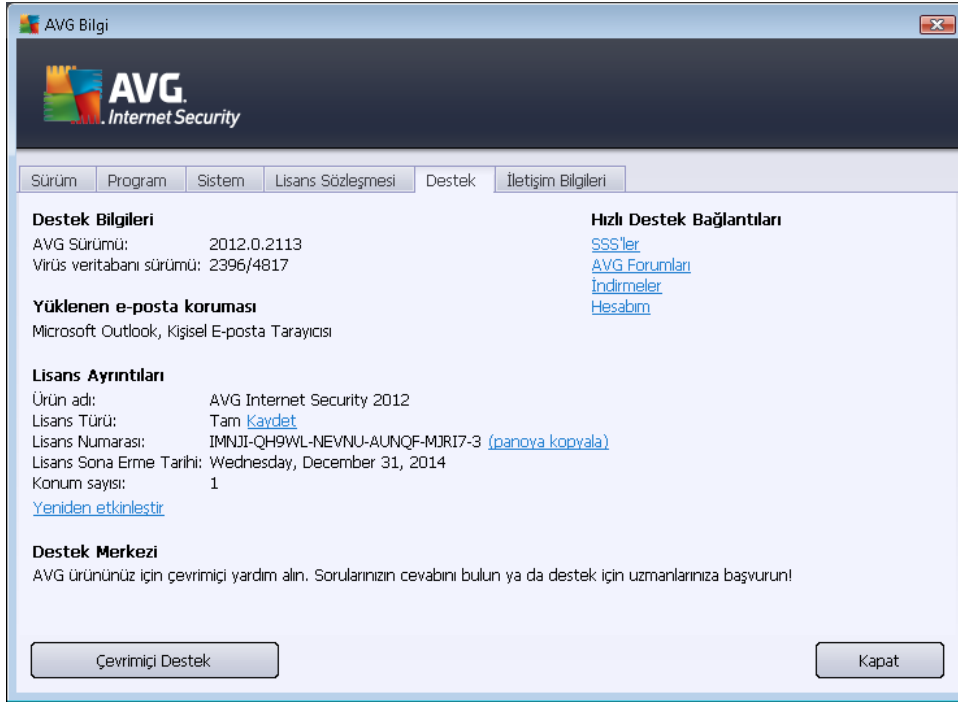 AVG Bilgi
AVG.
Internet Security
Sürüm Program Sistem Lisans Sözleşmesi Destek İletişim Bilgileri
Destek Bilgileri
AVG Sürümü: 2012.0.2113
Virüs veritabanı sürümü: 2396/4817
Yüklenen e-posta koruması
Microsoft Outlook, Kişisel E-posta Tarayıcısı
Lisans Ayrıntıları
Ürün adı: AVG Internet Security 2012
Lisans Türü: Tam Kaydet
Lisans Numarası: IMNJI-QH9WL-NEVNU-AUNQF-MJRI7-3 (panoya kopyala)
Lisans Sona Erme Tarihi: Wednesday, December 31, 2014
Konum sayısı: 1
Yeniden etkinleştir
Destek Merkezi
AVG ürününüz için çevrimiçi yardım alın. Sorularınızın cevabını bulun ya da destek için uzmanlarınıza başvurun!
Hızlı Destek Bağlantıları
SSS'ler
AVG Forumları
İndirmeler
Hesabım
Çevrimiçi Destek
Kapat